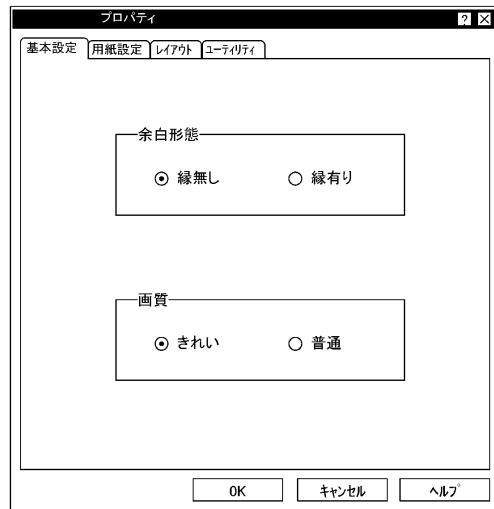 プロパティ ? ×
基本設定 用紙設定 レイアウト ユーティリティ
余白形態
縁無し 縁有り
画質
きれい 普通
OK キャンセル ヘルプ